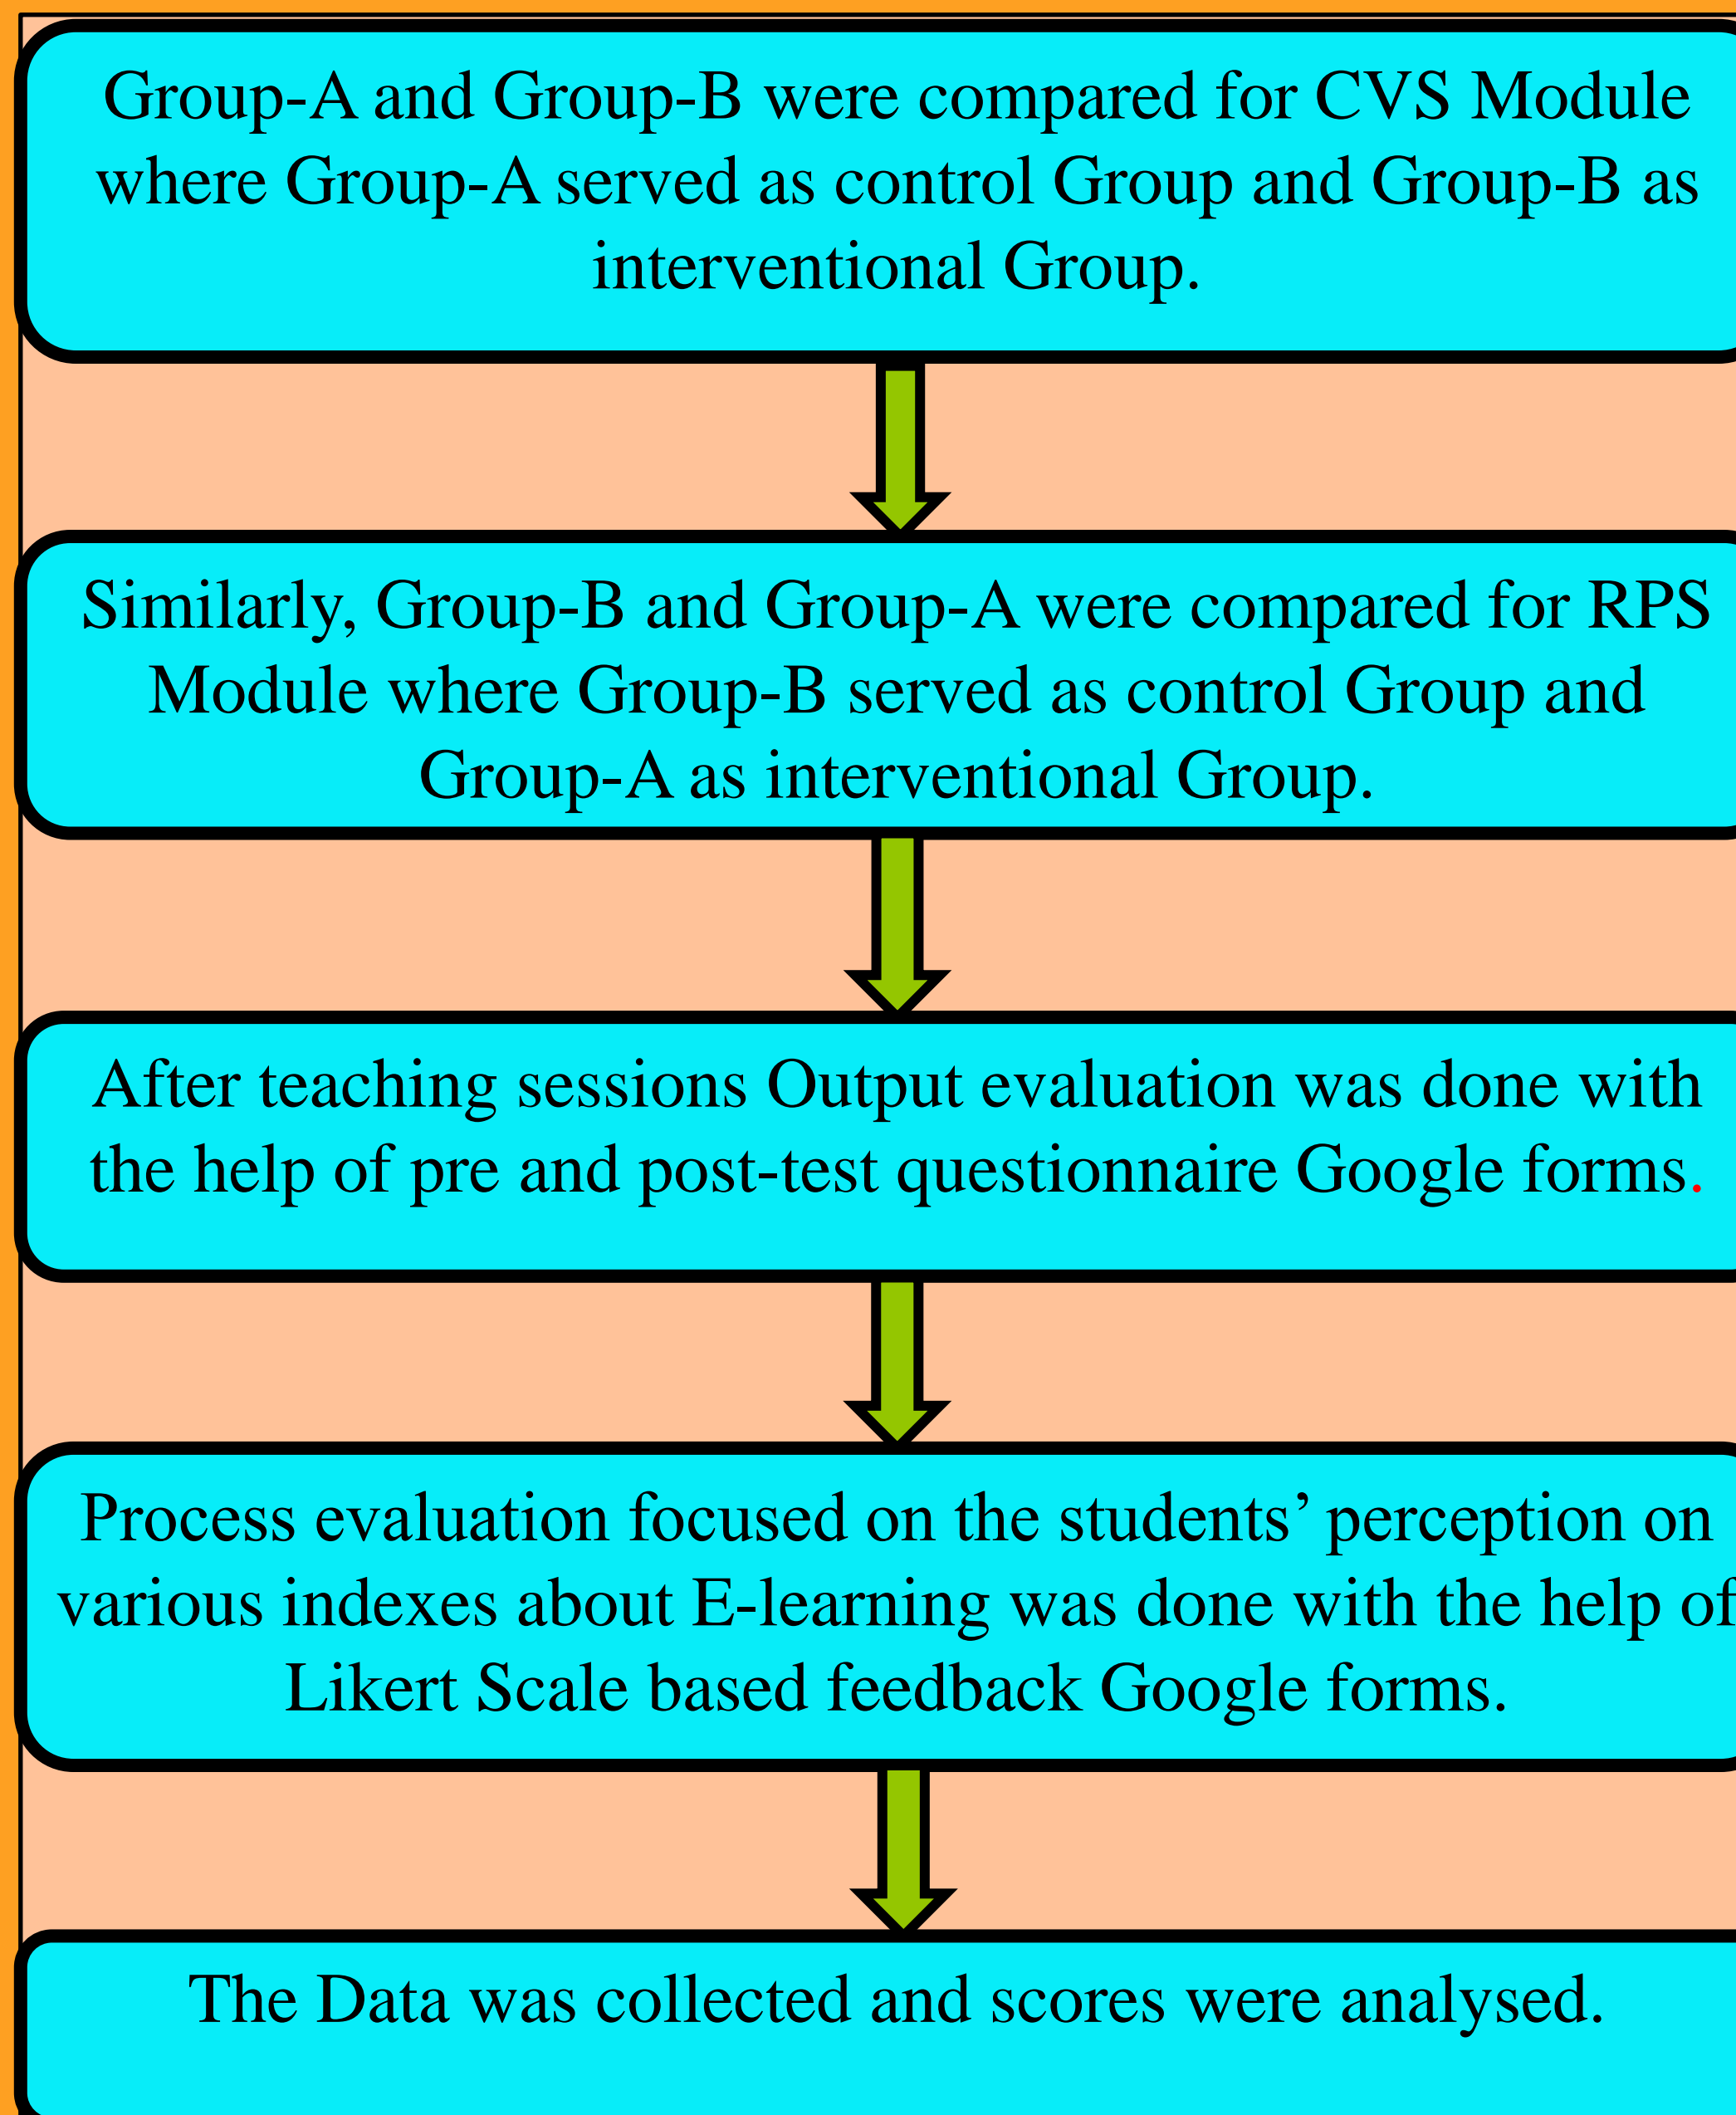 Group-A and Group-B were compared for CVS Module
where Group-A served as control Group and Group-B as
interventional Group.
Similarly, Group-B and Group-A were compared for RPS
Module where Group-B served as control Group and
Group-A as interventional Group.
After teaching sessions Output evaluation was done with
the help of pre and post-test questionnaire Google forms.
Process evaluation focused on the students’ perception on
various indexes about E-learning was done with the help of
Likert Scale based feedback Google forms.
The Data was collected and scores were analysed.